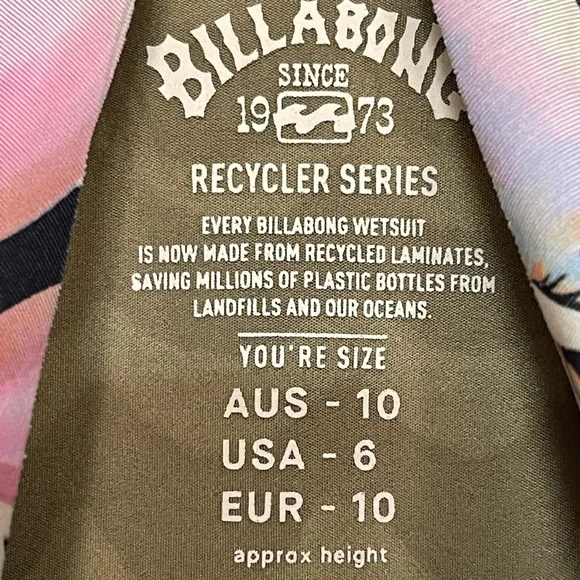 BILLABONG
SINCE
19 73
RECYCLER SERIES
EVERY BILLABONG WETSUIT
IS NOW MADE FROM RECYCLED LAMINATES,
SAVING MILLIONS OF PLASTIC BOTTLES FROM
LANDFILLS AND OUR OCEANS.
YOU'RE SIZE
AUS - 10
USA - 6
EUR - 10
approx height